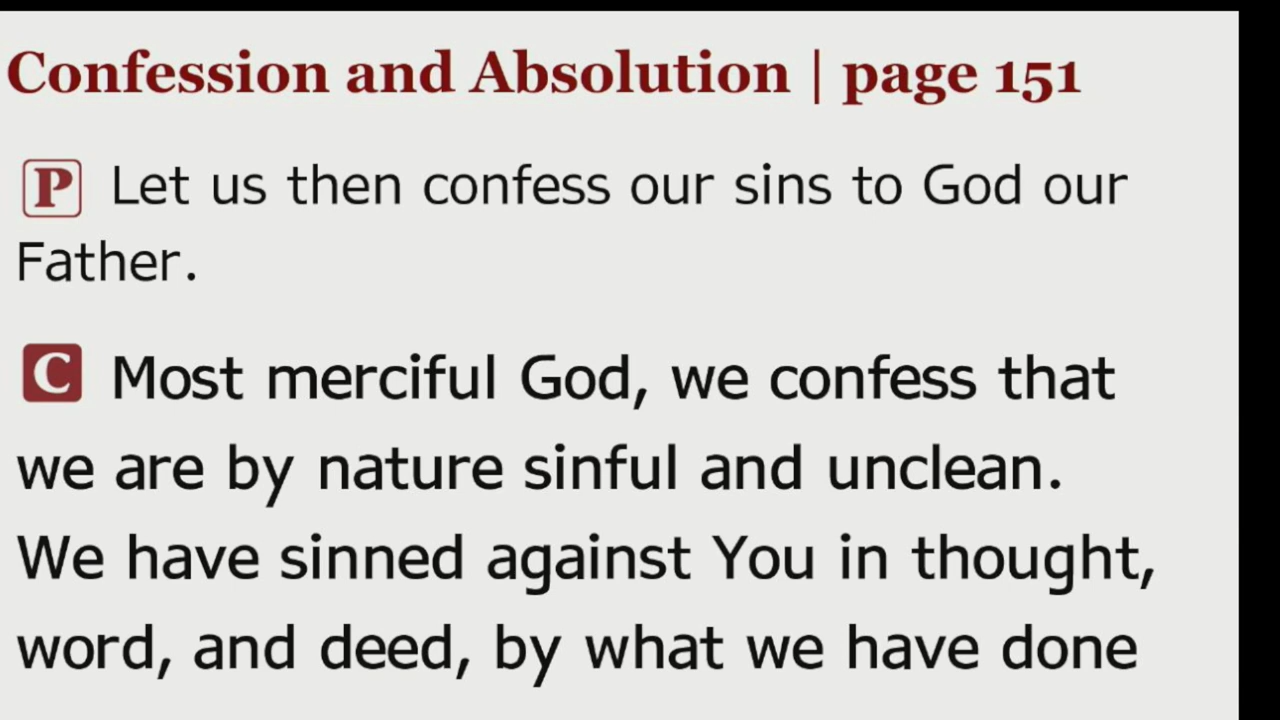 Confession and Absolution | page 151
P Let us then confess our sins to God our
Father.
C Most merciful God, we confess that
we are by nature sinful and unclean.
We have sinned against You in thought,
word, and deed, by what we have done